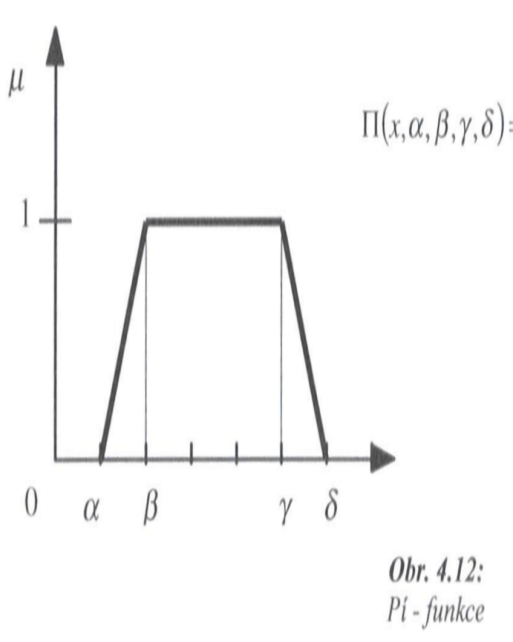 μ
Π(x,α,β,γ,δ)=
1
0 α β γ δ
Obr. 4.12:
Pí - funkce